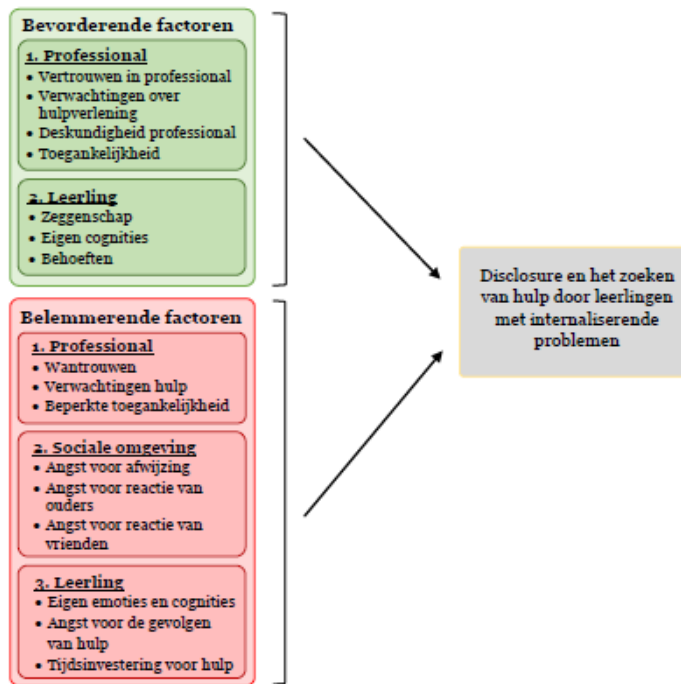 Bevorderende factoren
1. Professional
• Vertrouwen in professional
• Verwachtingen over
hulpverlening
• Deskundigheid professional
• Toegankelijkheid
2. Leerling
• Zeggenschap
• Eigen cognities
• Behoeften
Belemmerende factoren
1. Professional
• Wantrouwen
• Verwachtingen hulp
• Beperkte toegankelijkheid
2. Sociale omgeving
• Angst voor afwijzing
• Angst voor reactie van
ouders
• Angst voor reactie van
vrienden
3. Leerling
• Eigen emoties en cognities
• Angst voor de gevolgen
van hulp
• Tijdsinvestering voor hulp
Disclosure en het zoeken
van hulp door leerlingen
met internaliserende
problemen